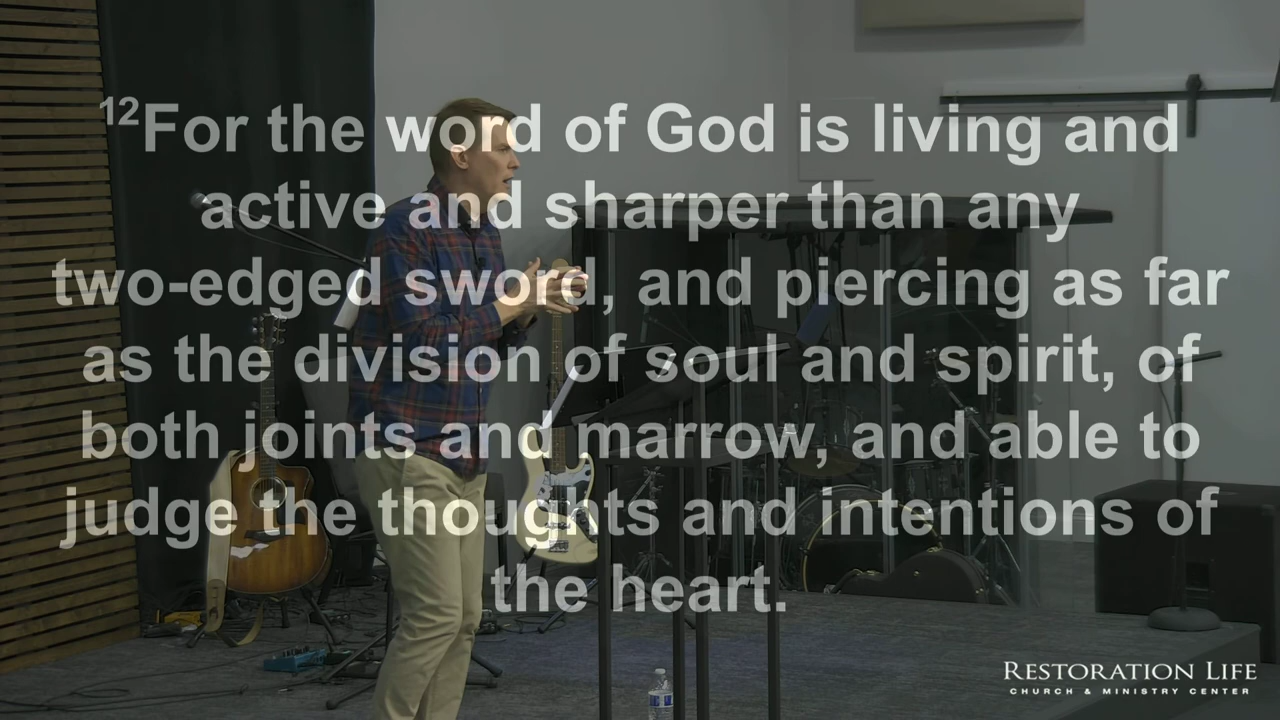 12For the word of God is living and
active and sharper than any
two-edged sword, and piercing as far
as the division of soul and spirit, of
both joints and marrow, and able to
judge the thoughts and intentions of
the heart.
RESTORATION LIFE
CHURCH & MINISTRY CENTER